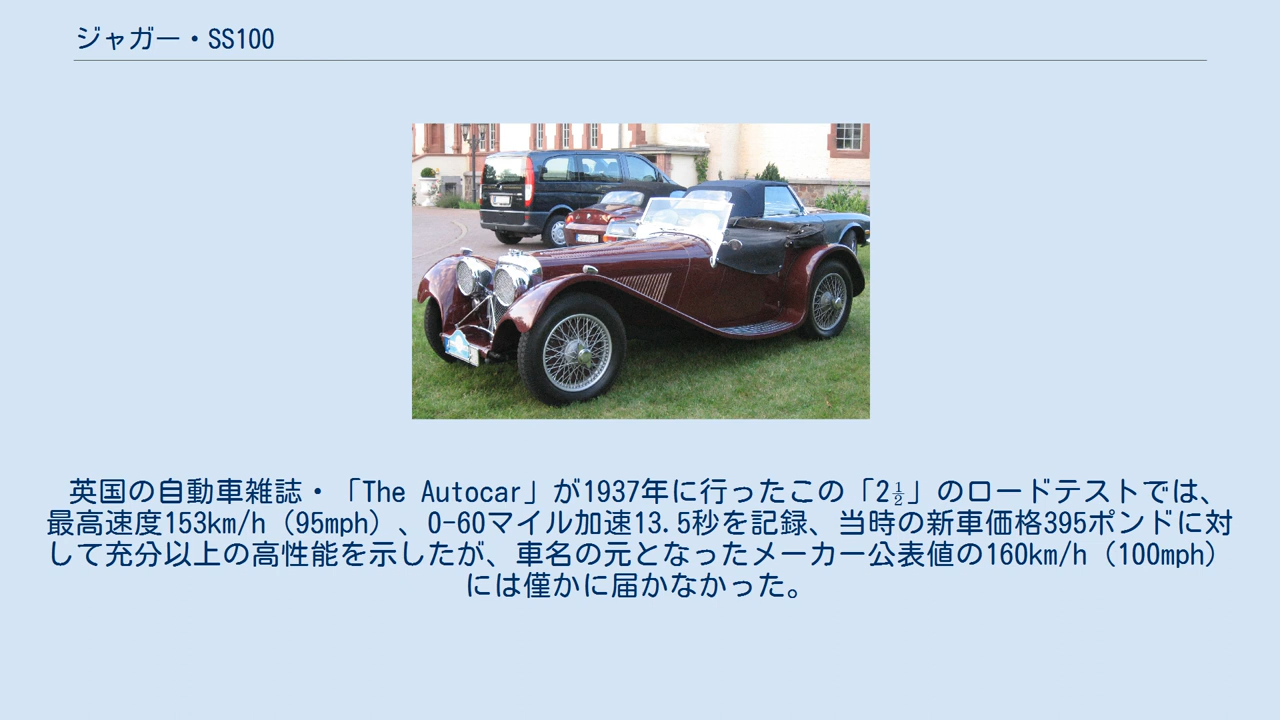 ジャガー・SS100
英国の自動車雑誌・「The Autocar」が1937年に行ったこの「2½」のロードテストでは、
最高速度153km/h（95mph）、0-60マイル加速13.5秒を記録、当時の新車価格395ポンドに対
して充分以上の高性能を示したが、車名の元となったメーカー公表値の160km/h（100mph）
には僅かに届かなかった。